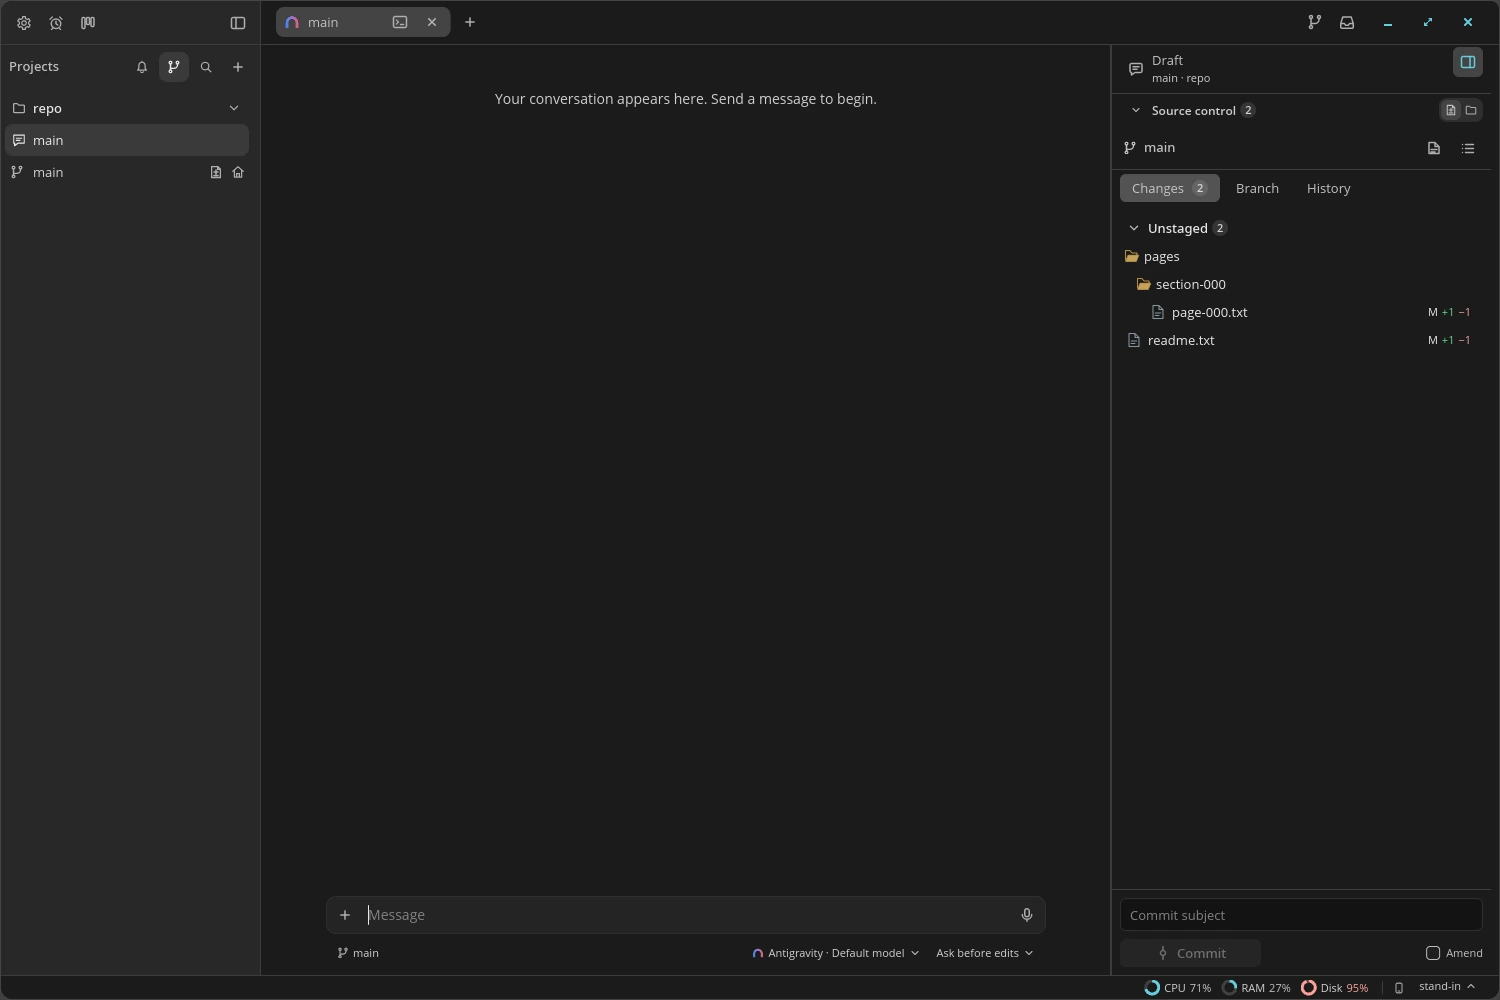 main
Projects
repo
main
main
Your conversation appears here. Send a message to begin.
Message
main
Antigravity · Default model
Ask before edits
Draft
main · repo
Source control 2
main
Changes 2
Branch
History
Unstaged 2
pages
section-000
page-000.txt M +1 −1
readme.txt M +1 −1
Commit subject
Commit
Amend
CPU 71%
RAM 27%
Disk 95%
stand-in